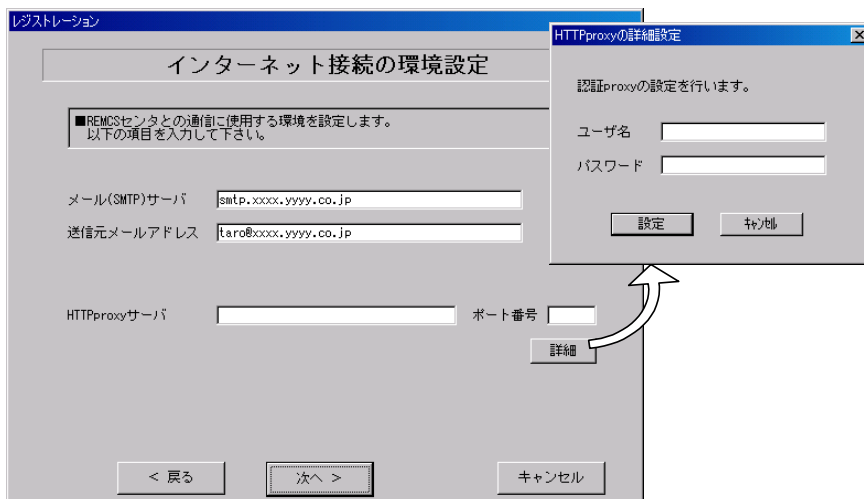 レジストレーション
インターネット接続の環境設定
■REMCSセンタとの通信に使用する環境を設定します。
以下の項目を入力して下さい。
メール(SMTP)サーバ smtp.xxxx.yyyy.co.jp
送信元メールアドレス taro@xxxx.yyyy.co.jp
HTTPproxyサーバ ポート番号
詳細
< 戻る 次へ > キャンセル
HTTPproxyの詳細設定
認証proxyの設定を行います。
ユーザ名
パスワード
設定 ｷｬﾝｾﾙ